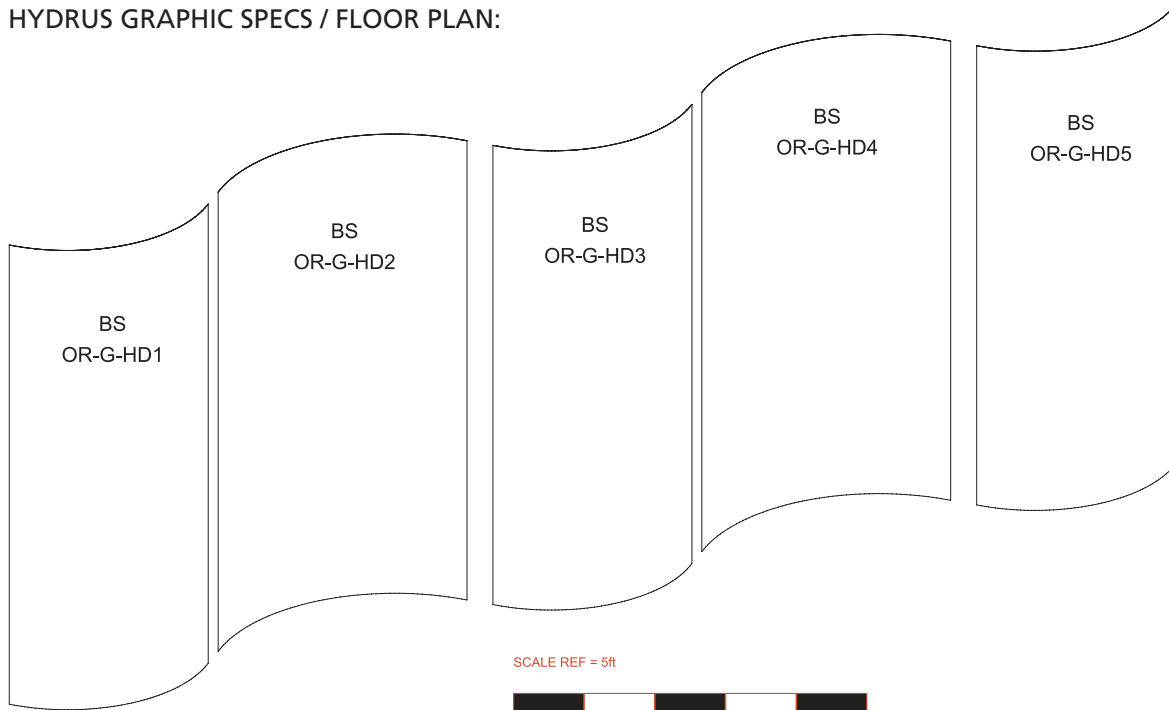 HYDRUS GRAPHIC SPECS / FLOOR PLAN:
BS
OR-G-HD1
BS
OR-G-HD2
BS
OR-G-HD3
BS
OR-G-HD4
BS
OR-G-HD5
SCALE REF = 5ft